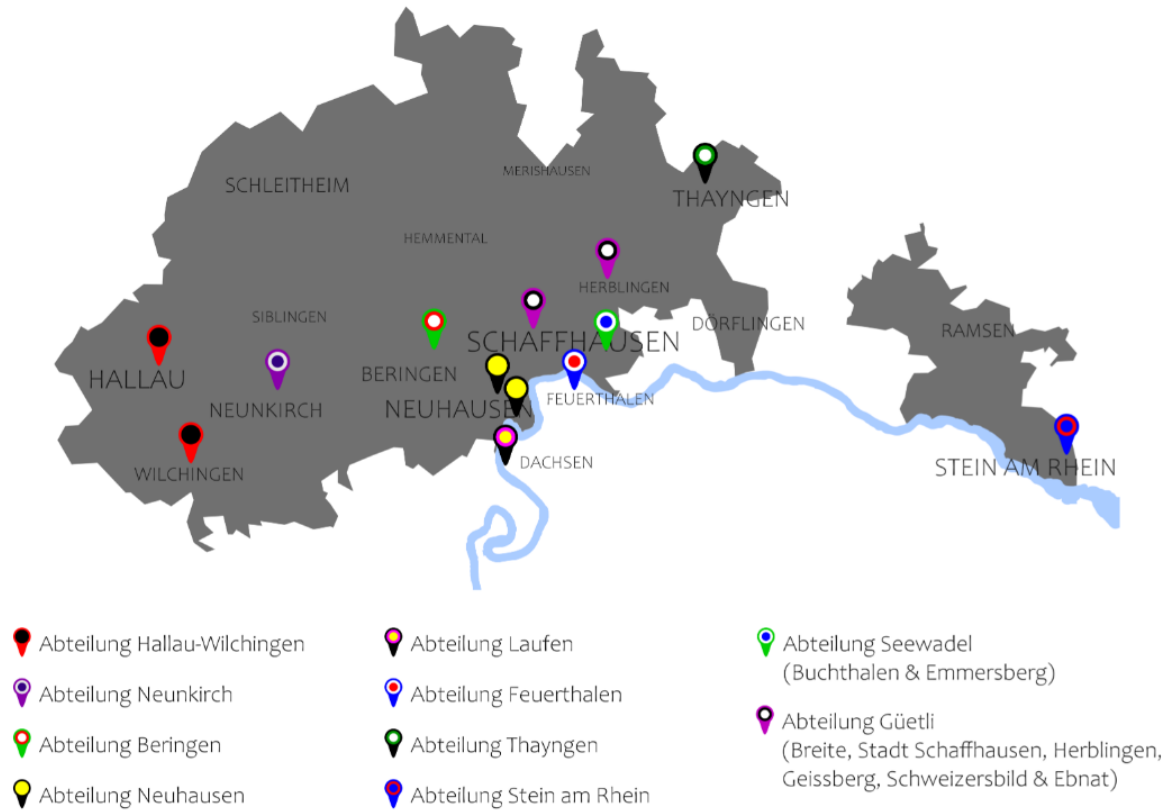 MERISHAUSEN
SCHLEITHEIM
THAYNGEN
HEMMENTAL
HERBLINGEN
SIBLINGEN
DÖRFLINGEN
RAMSEN
SCHAFFHAUSEN
HALLAU
BERINGEN
NEUNKIRCH
NEUHAUSEN
FEUERTHALEN
DACHSEN
STEIN AM RHEIN
WILCHINGEN
Abteilung Hallau-Wilchingen
Abteilung Neunkirch
Abteilung Beringen
Abteilung Neuhausen
Abteilung Laufen
Abteilung Feuerthalen
Abteilung Thayngen
Abteilung Stein am Rhein
Abteilung Seewadel
(Buchthalen & Emmersberg)
Abteilung Güetli
(Breite, Stadt Schaffhausen, Herblingen,
Geissberg, Schweizersbild & Ebnat)